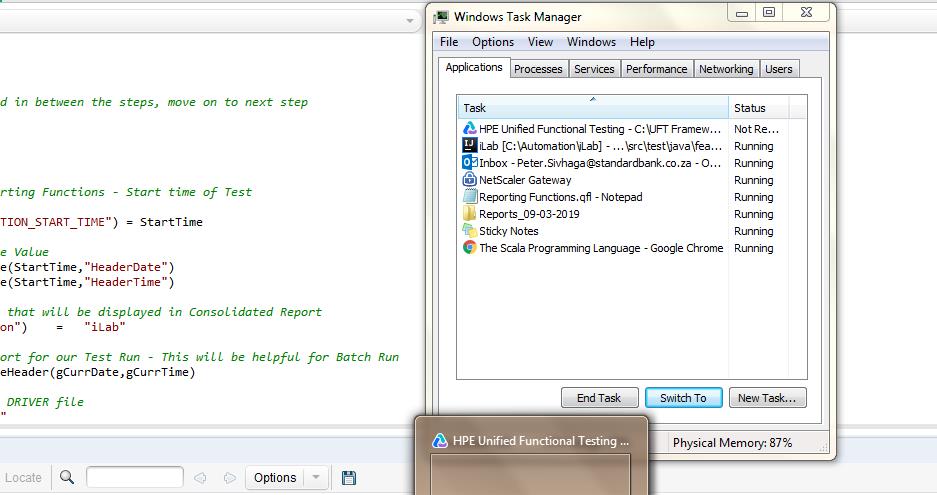 Windows Task Manager
File Options View Windows Help
Applications Processes Services Performance Networking Users
Task Status
HPE Unified Functional Testing - C:\UFT Framew... Not Re...
iLab [C:\Automation\iLab] - ...\src\test\java\fea... Running
Inbox - Peter.Sivhaga@standardbank.co.za - O... Running
NetScaler Gateway Running
Reporting Functions.qfl - Notepad Running
Reports_09-03-2019 Running
Sticky Notes Running
The Scala Programming Language - Google Chrome Running
End Task Switch To New Task...
Physical Memory: 87%
HPE Unified Functional Testing ...
d in between the steps, move on to next step
rting Functions - Start time of Test
TION_START_TIME") = StartTime
e Value
e(StartTime,"HeaderDate")
e(StartTime,"HeaderTime")
that will be displayed in Consolidated Report
on") = "iLab"
ort for our Test Run - This will be helpful for Batch Run
eHeader(gCurrDate,gCurrTime)
DRIVER file
"
Locate Options